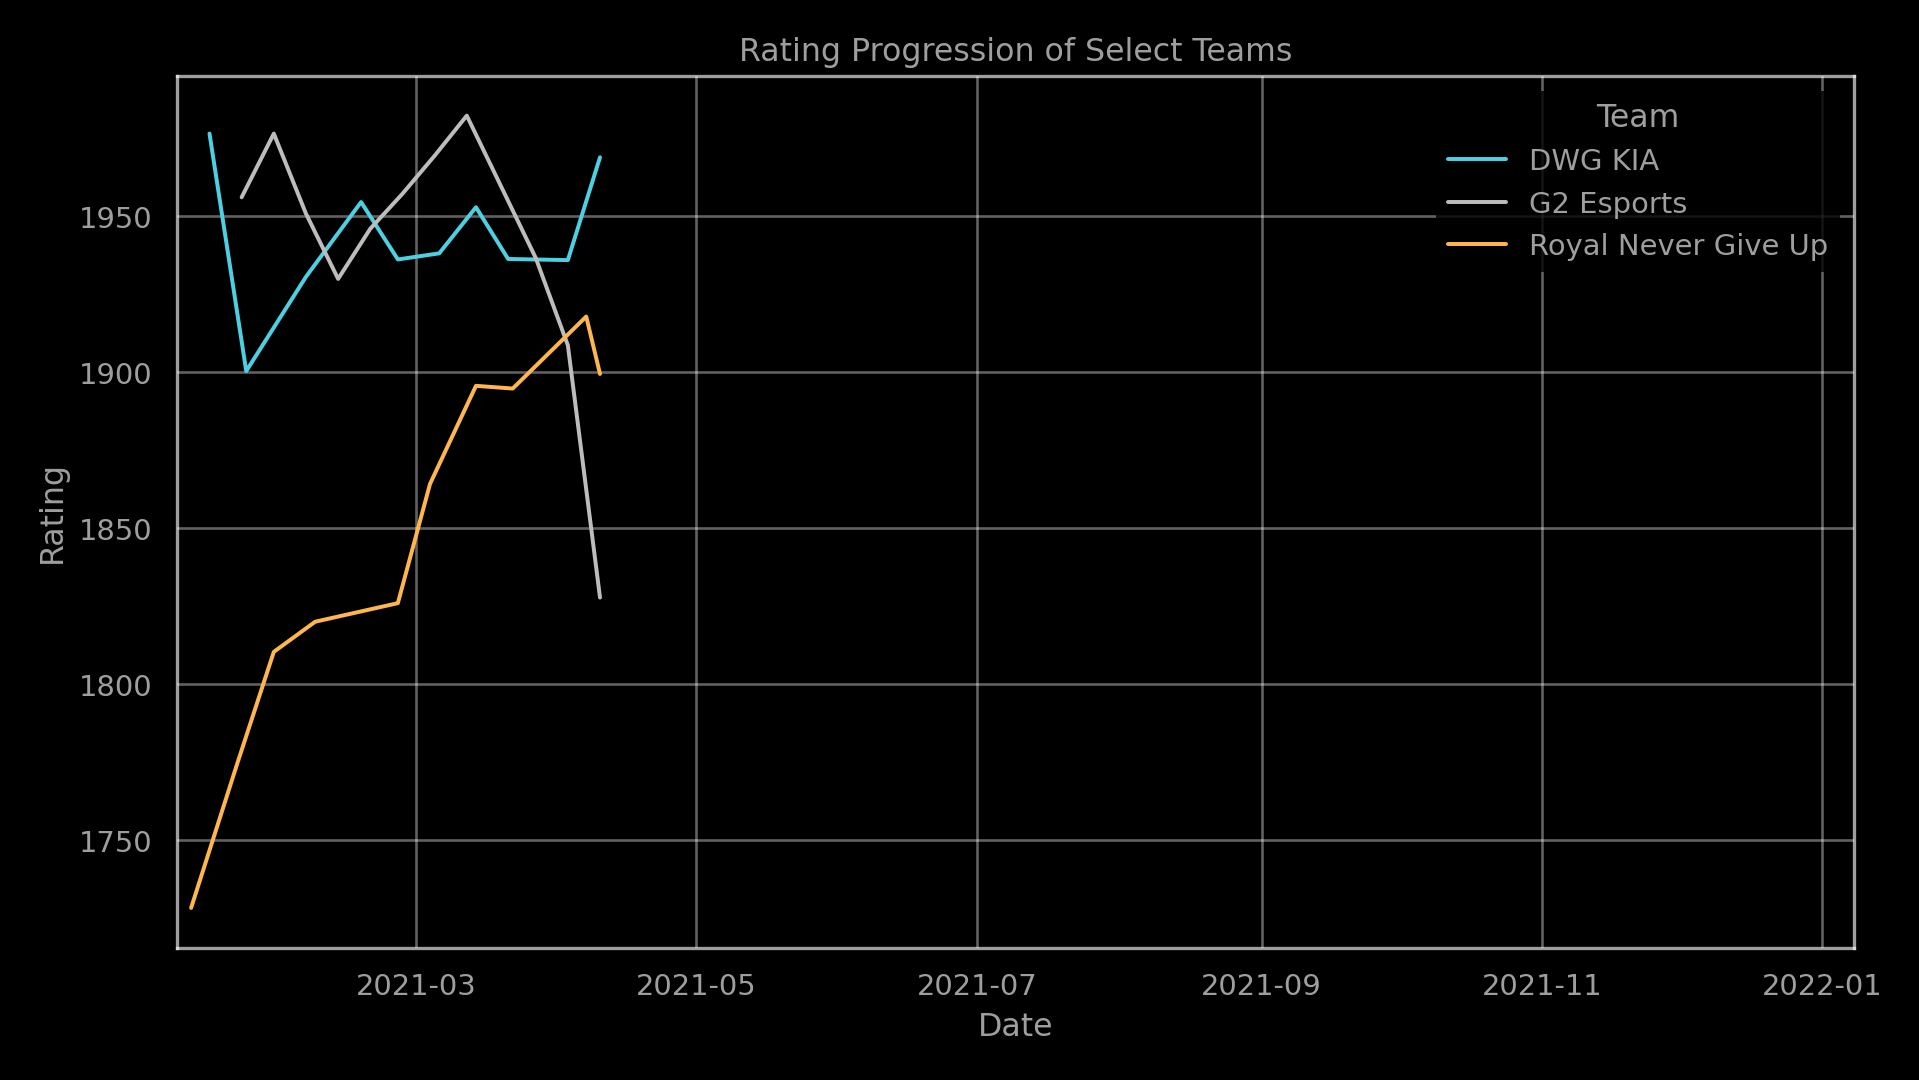 Rating Progression of Select Teams
Team
DWG KIA
G2 Esports
Royal Never Give Up
1950
1900
1850
1800
1750
Rating
2021-03 2021-05 2021-07 2021-09 2021-11 2022-01
Date